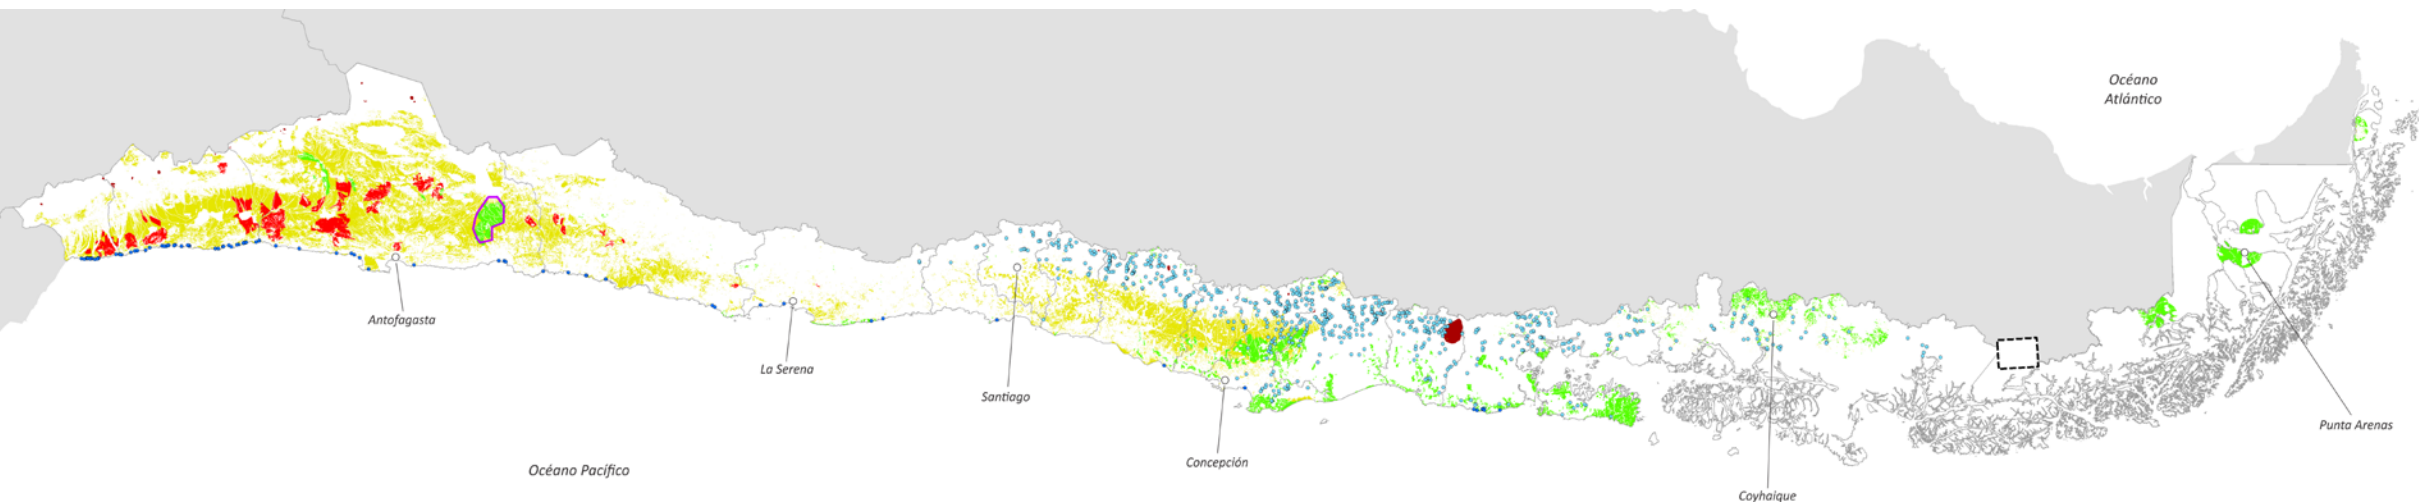 Océano
Atlántico
Antofagasta
La Serena
Santiago
Concepción
Océano Pacífico
Coyhaique
Punta Arenas